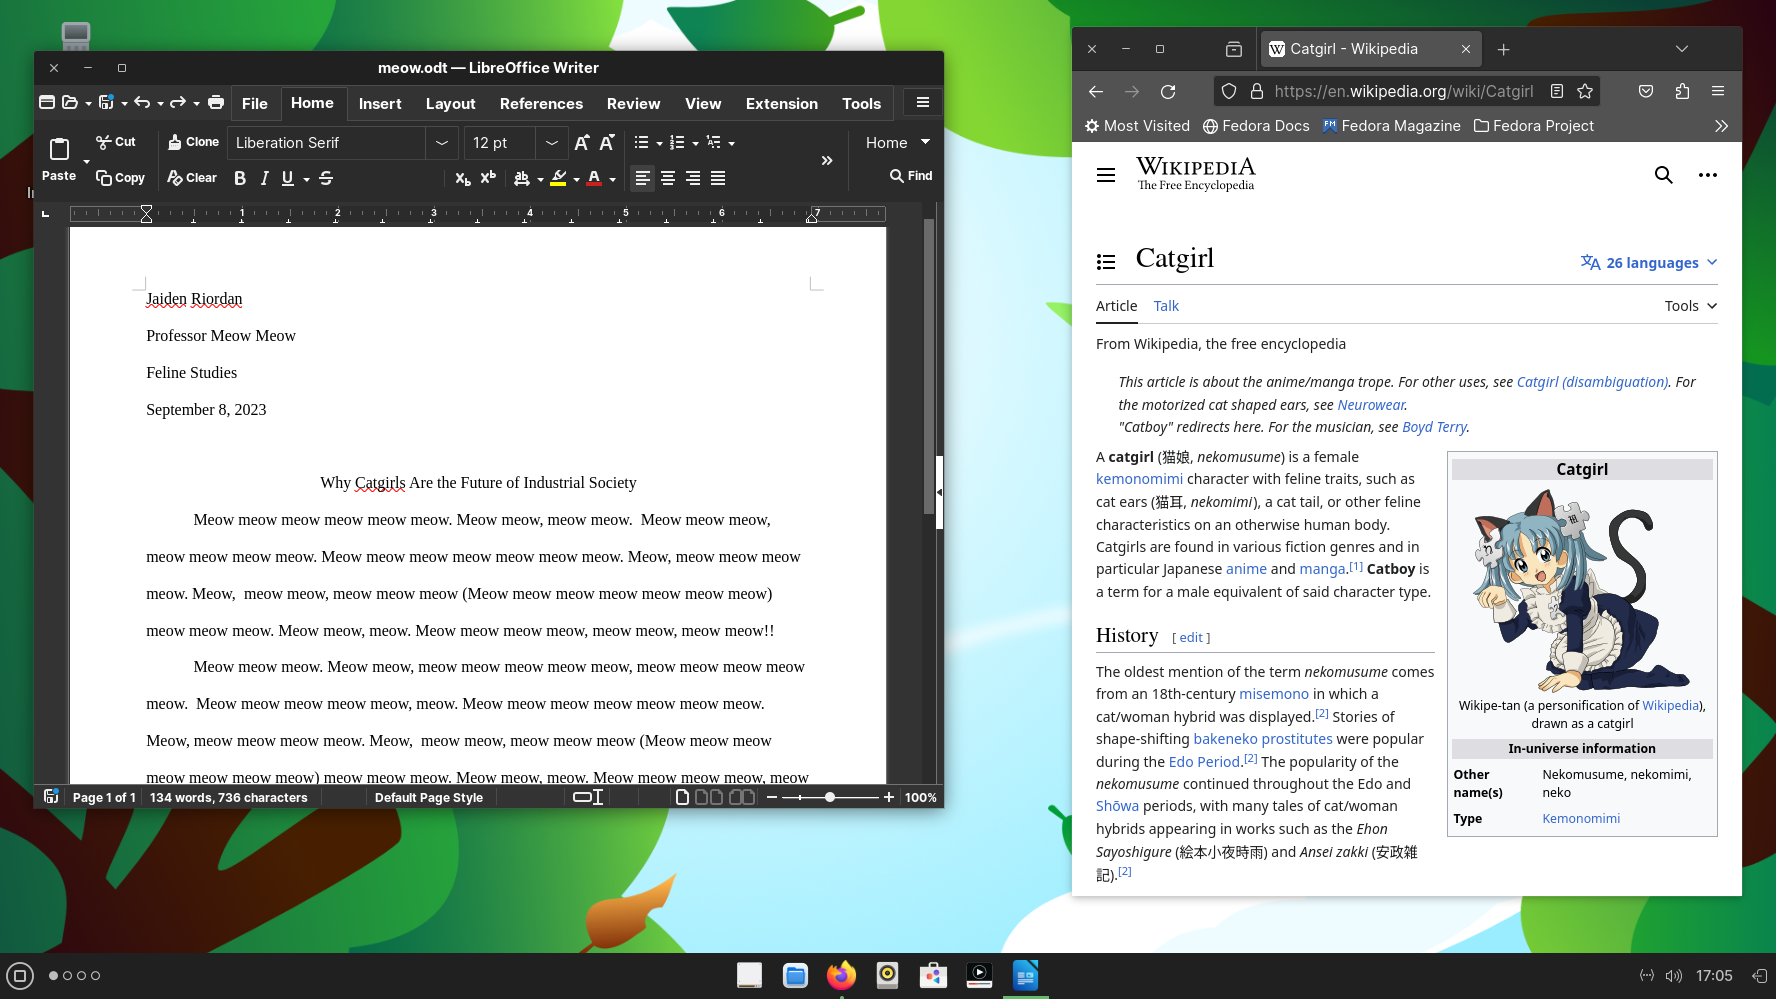 meow.odt — LibreOffice Writer
File
Home
Insert
Layout
References
Review
View
Extension
Tools
Paste
Cut
Copy
Clone
Clear
Liberation Serif
12 pt
Home
Find
1 2 3 4 5 6 7
Jaiden Riordan
Professor Meow Meow
Feline Studies
September 8, 2023
Why Catgirls Are the Future of Industrial Society
Meow meow meow meow meow meow. Meow meow, meow meow.  Meow meow meow,
meow meow meow meow. Meow meow meow meow meow meow meow. Meow, meow meow meow
meow. Meow,  meow meow, meow meow meow (Meow meow meow meow meow meow meow)
meow meow meow. Meow meow, meow. Meow meow meow meow, meow meow, meow meow!!
Meow meow meow. Meow meow, meow meow meow meow meow, meow meow meow meow
meow.  Meow meow meow meow meow, meow. Meow meow meow meow meow meow meow.
Meow, meow meow meow meow. Meow,  meow meow, meow meow meow (Meow meow meow
meow meow meow meow) meow meow meow. Meow meow, meow. Meow meow meow meow, meow
Page 1 of 1
134 words, 736 characters
Default Page Style
100%
Catgirl - Wikipedia
https://en.wikipedia.org/wiki/Catgirl
Most Visited
Fedora Docs
Fedora Magazine
Fedora Project
WIKIPEDIA
The Free Encyclopedia
Catgirl
26 languages
Article
Talk
Tools
From Wikipedia, the free encyclopedia
This article is about the anime/manga trope. For other uses, see Catgirl (disambiguation). For
the motorized cat shaped ears, see Neurowear.
"Catboy" redirects here. For the musician, see Boyd Terry.
A catgirl (猫娘, nekomusume) is a female
kemonomimi character with feline traits, such as
cat ears (猫耳, nekomimi), a cat tail, or other feline
characteristics on an otherwise human body.
Catgirls are found in various fiction genres and in
particular Japanese anime and manga.[1] Catboy is
a term for a male equivalent of said character type.
History [ edit ]
The oldest mention of the term nekomusume comes
from an 18th-century misemono in which a
cat/woman hybrid was displayed.[2] Stories of
shape-shifting bakeneko prostitutes were popular
during the Edo Period.[2] The popularity of the
nekomusume continued throughout the Edo and
Shōwa periods, with many tales of cat/woman
hybrids appearing in works such as the Ehon
Sayoshigure (絵本小夜時雨) and Ansei zakki (安政雑
記).[2]
Catgirl
Wikipe-tan (a personification of Wikipedia),
drawn as a catgirl
In-universe information
Other name(s)
Nekomusume, nekomimi, neko
Type
Kemonomimi
17:05